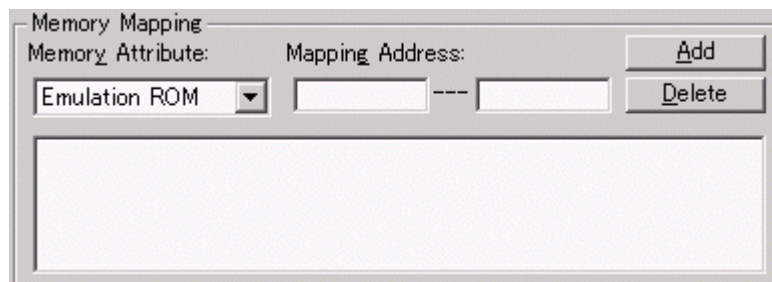 Memory Mapping
Memory Attribute: Mapping Address: Add
Emulation ROM --- Delete